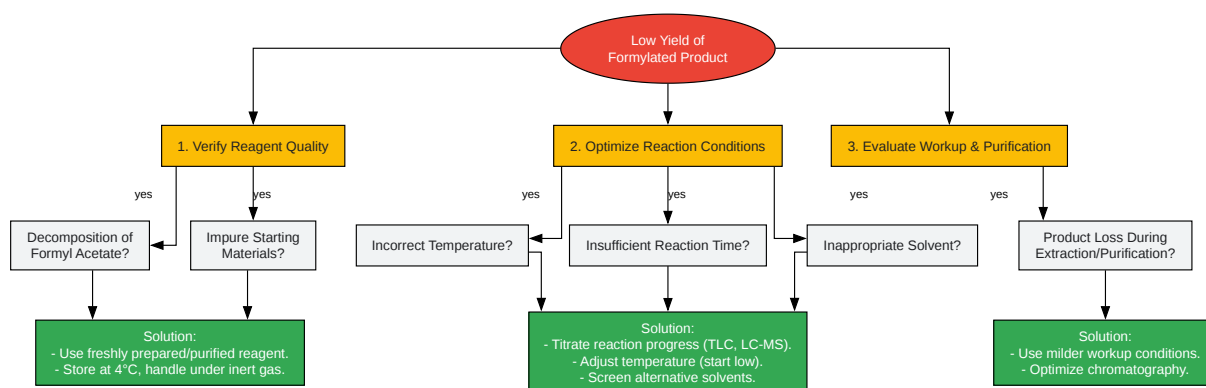 Low Yield of
Formylated Product
1. Verify Reagent Quality
2. Optimize Reaction Conditions
3. Evaluate Workup & Purification
yes
yes
yes
yes
yes
yes
Decomposition of
Formyl Acetate?
Impure Starting
Materials?
Incorrect Temperature?
Insufficient Reaction Time?
Inappropriate Solvent?
Product Loss During
Extraction/Purification?
Solution:
- Use freshly prepared/purified reagent.
- Store at 4°C, handle under inert gas.
Solution:
- Titrate reaction progress (TLC, LC-MS).
- Adjust temperature (start low).
- Screen alternative solvents.
Solution:
- Use milder workup conditions.
- Optimize chromatography.